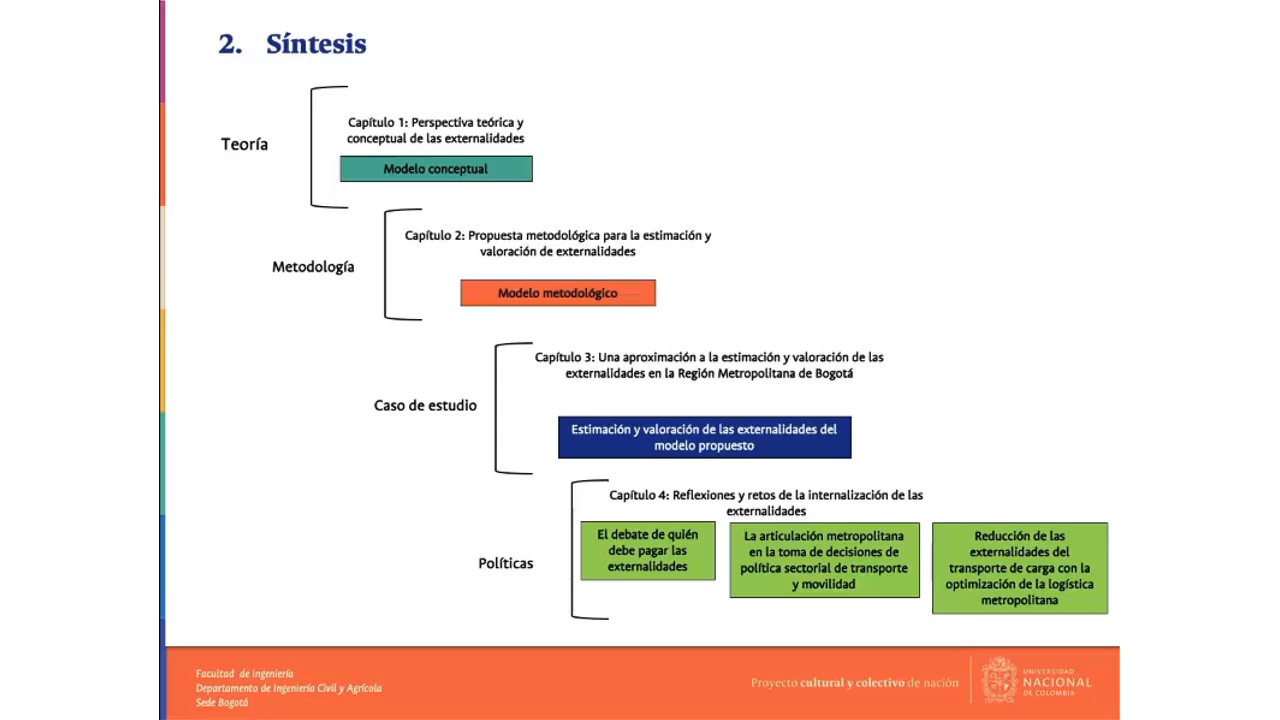 2. Síntesis
Teoría
Capítulo 1: Perspectiva teórica y
conceptual de las externalidades
Modelo conceptual
Metodología
Capítulo 2: Propuesta metodológica para la estimación y
valoración de externalidades
Modelo metodológico
Caso de estudio
Capítulo 3: Una aproximación a la estimación y valoración de las
externalidades en la Región Metropolitana de Bogotá
Estimación y valoración de las externalidades del
modelo propuesto
Políticas
Capítulo 4: Reflexiones y retos de la internalización de las
externalidades
El debate de quién
debe pagar las
externalidades
La articulación metropolitana
en la toma de decisiones de
política sectorial de transporte
y movilidad
Reducción de las
externalidades del
transporte de carga con la
optimización de la logística
metropolitana
Facultad de Ingeniería
Departamento de Ingeniería Civil y Agrícola
Sede Bogotá
Proyecto cultural y colectivo de nación
UNIVERSIDAD
NACIONAL
DE COLOMBIA